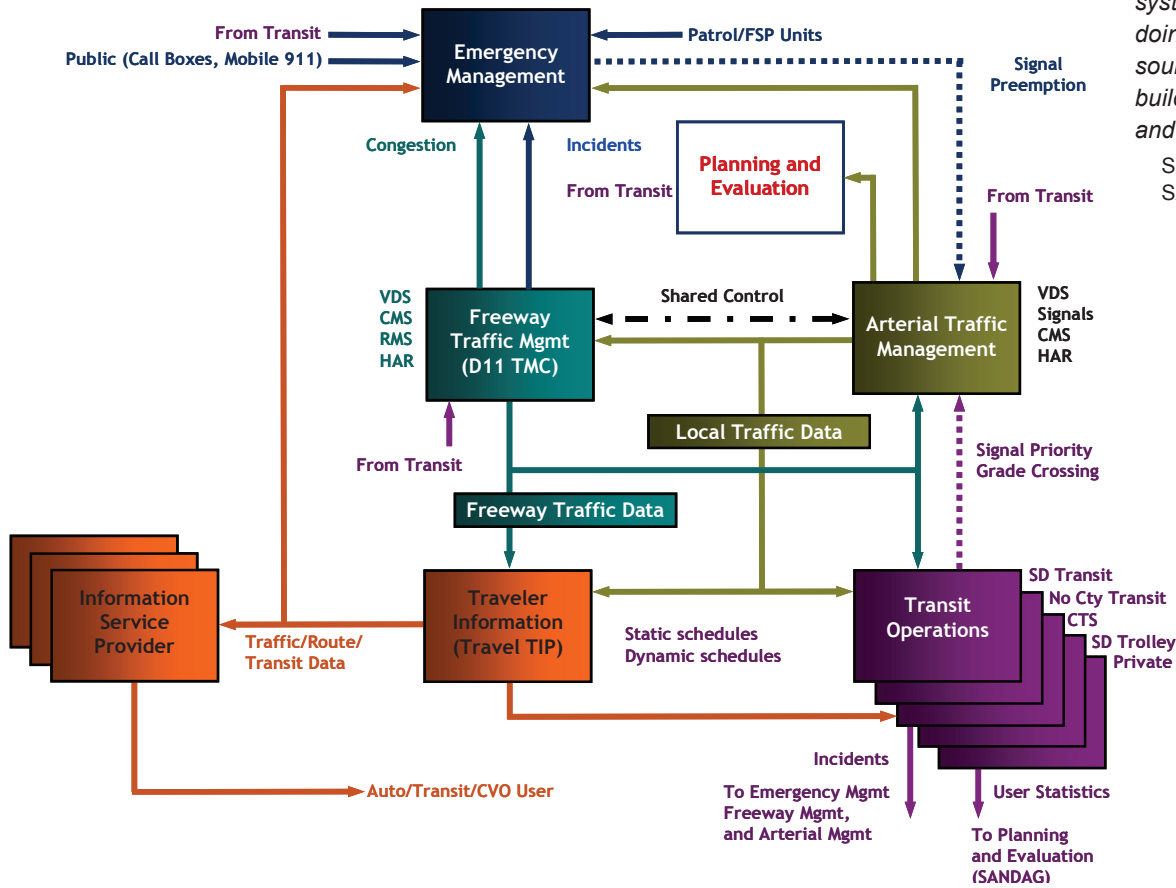 From Transit
Public (Call Boxes, Mobile 911)
Emergency
Management
Patrol/FSP Units
Signal
Preemption
doin
sour
build
and
Congestion
Incidents
From Transit
Planning and
Evaluation
From Transit
VDS
CMS
RMS
HAR
Freeway
Traffic Mgmt
(D11 TMC)
Shared Control
Arterial Traffic
Management
VDS
Signals
CMS
HAR
From Transit
Local Traffic Data
Signal Priority
Grade Crossing
Freeway Traffic Data
Information
Service
Provider
Traffic/Route/
Transit Data
Traveler
Information
(Travel TIP)
Static schedules
Dynamic schedules
Transit
Operations
SD Transit
No Cty Transit
CTS
SD Trolley
Private
Auto/Transit/CVO User
Incidents
To Emergency Mgmt
Freeway Mgmt,
and Arterial Mgmt
User Statistics
To Planning
and Evaluation
(SANDAG)